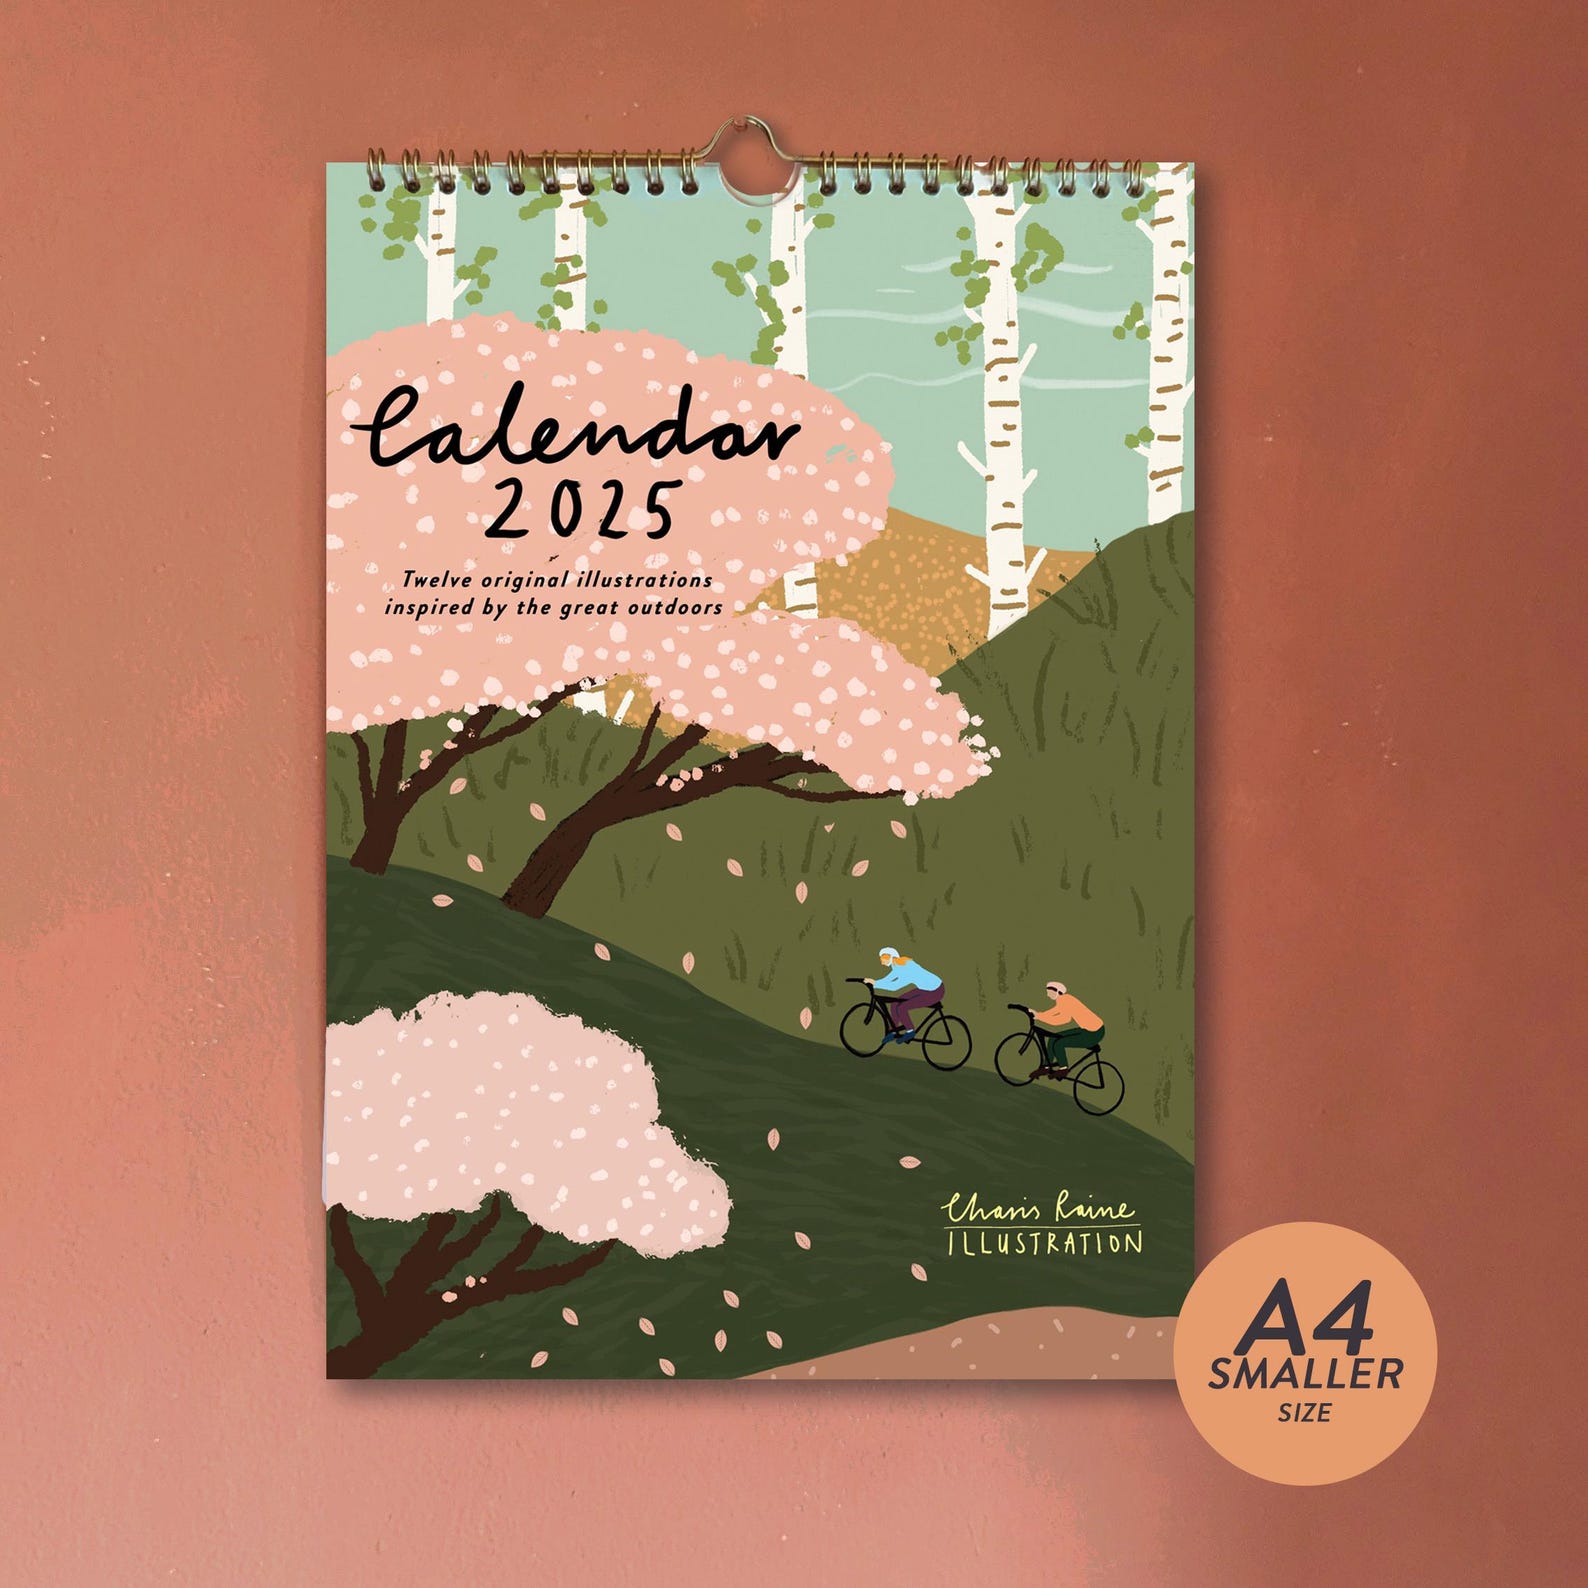 Calendar
2025
Twelve original illustrations
inspired by the great outdoors
Charis Raine
ILLUSTRATION
A4
SMALLER
SIZE